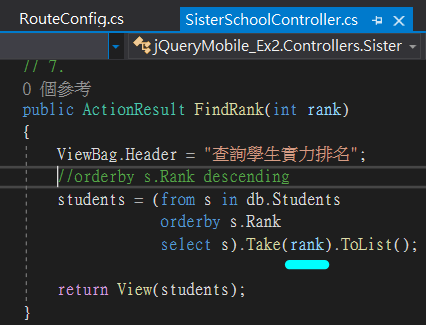 RouteConfig.cs SisterSchoolController.cs
jQueryMobile_Ex2.Controllers.Sister
// 7.
0 個參考
public ActionResult FindRank(int rank)
{
ViewBag.Header = "查詢學生實力排名";
//orderby s.Rank descending
students = (from s in db.Students
orderby s.Rank
select s).Take(rank).ToList();
return View(students);
}